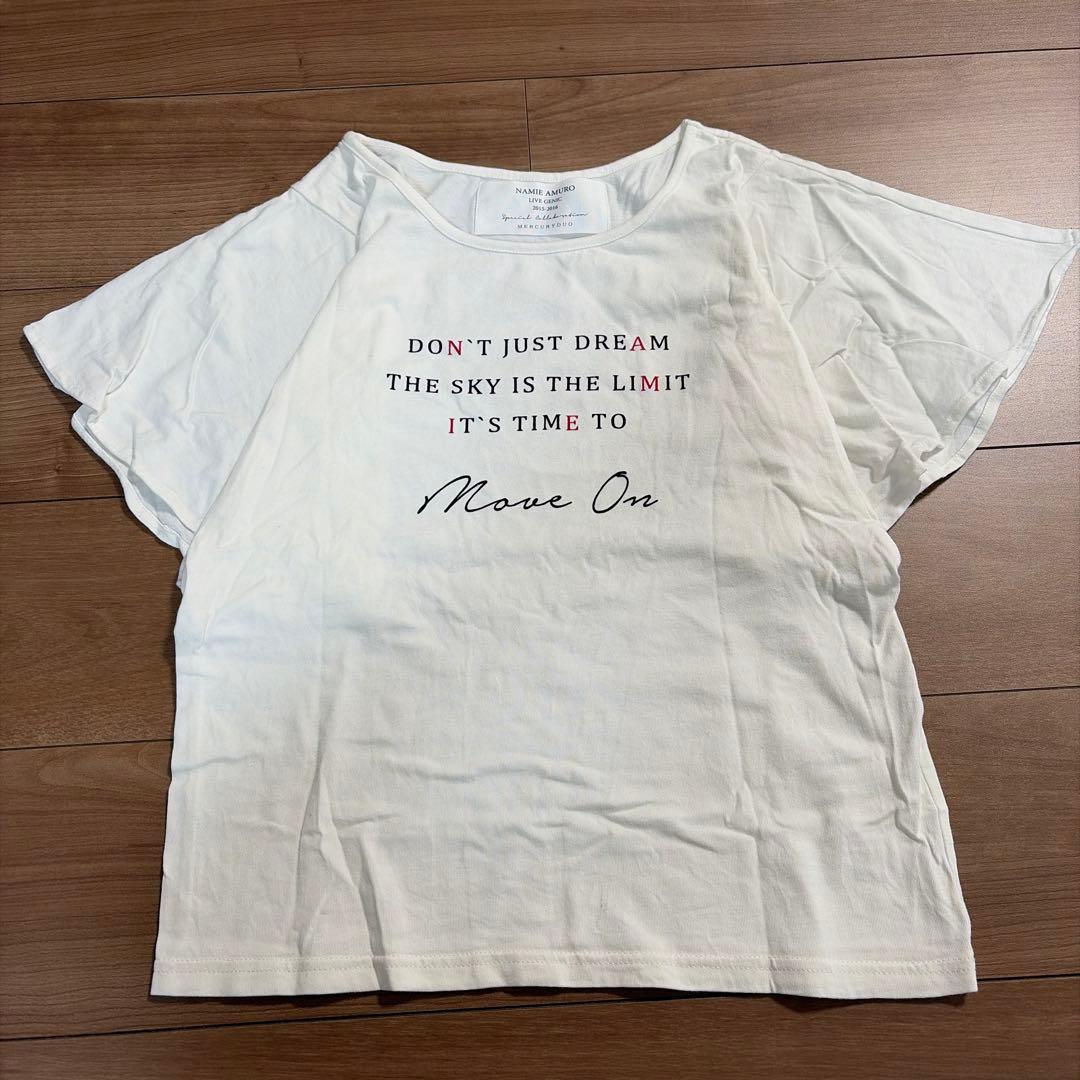 NAMIE AMURO
LIVE GENIC
2015-2016
Special Collaboration
MERCURYDUO
DON`T JUST DREAM
THE SKY IS THE LIMIT
IT`S TIME TO
Move On